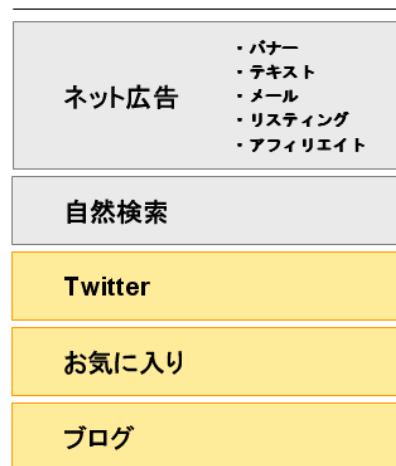 ネット広告
・バナー
・テキスト
・メール
・リスティング
・アフィリエイト
自然検索
Twitter
お気に入り
ブログ